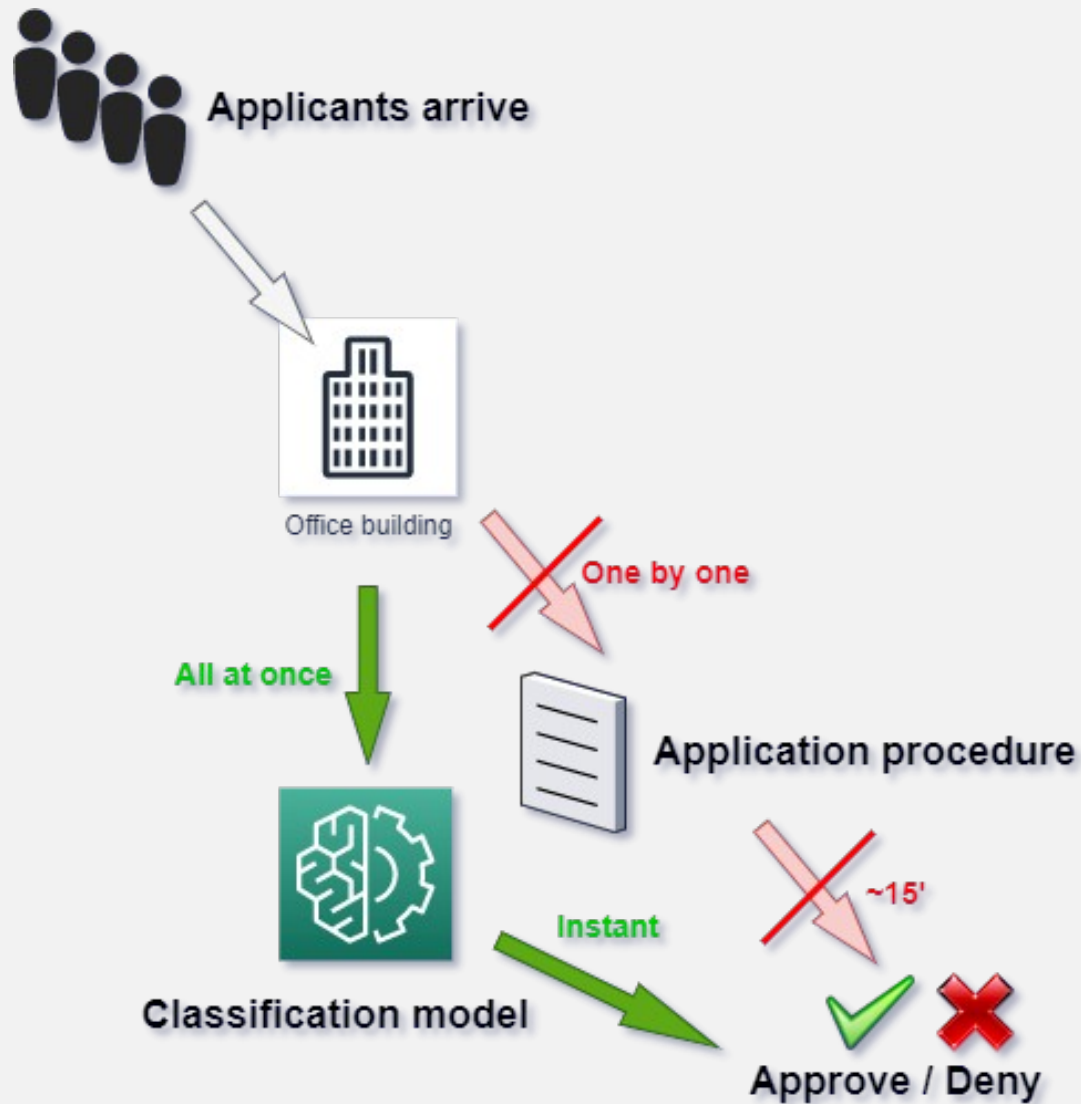 Applicants arrive
Office building
One by one
All at once
Application procedure
~15'
Instant
Classification model
Approve / Deny